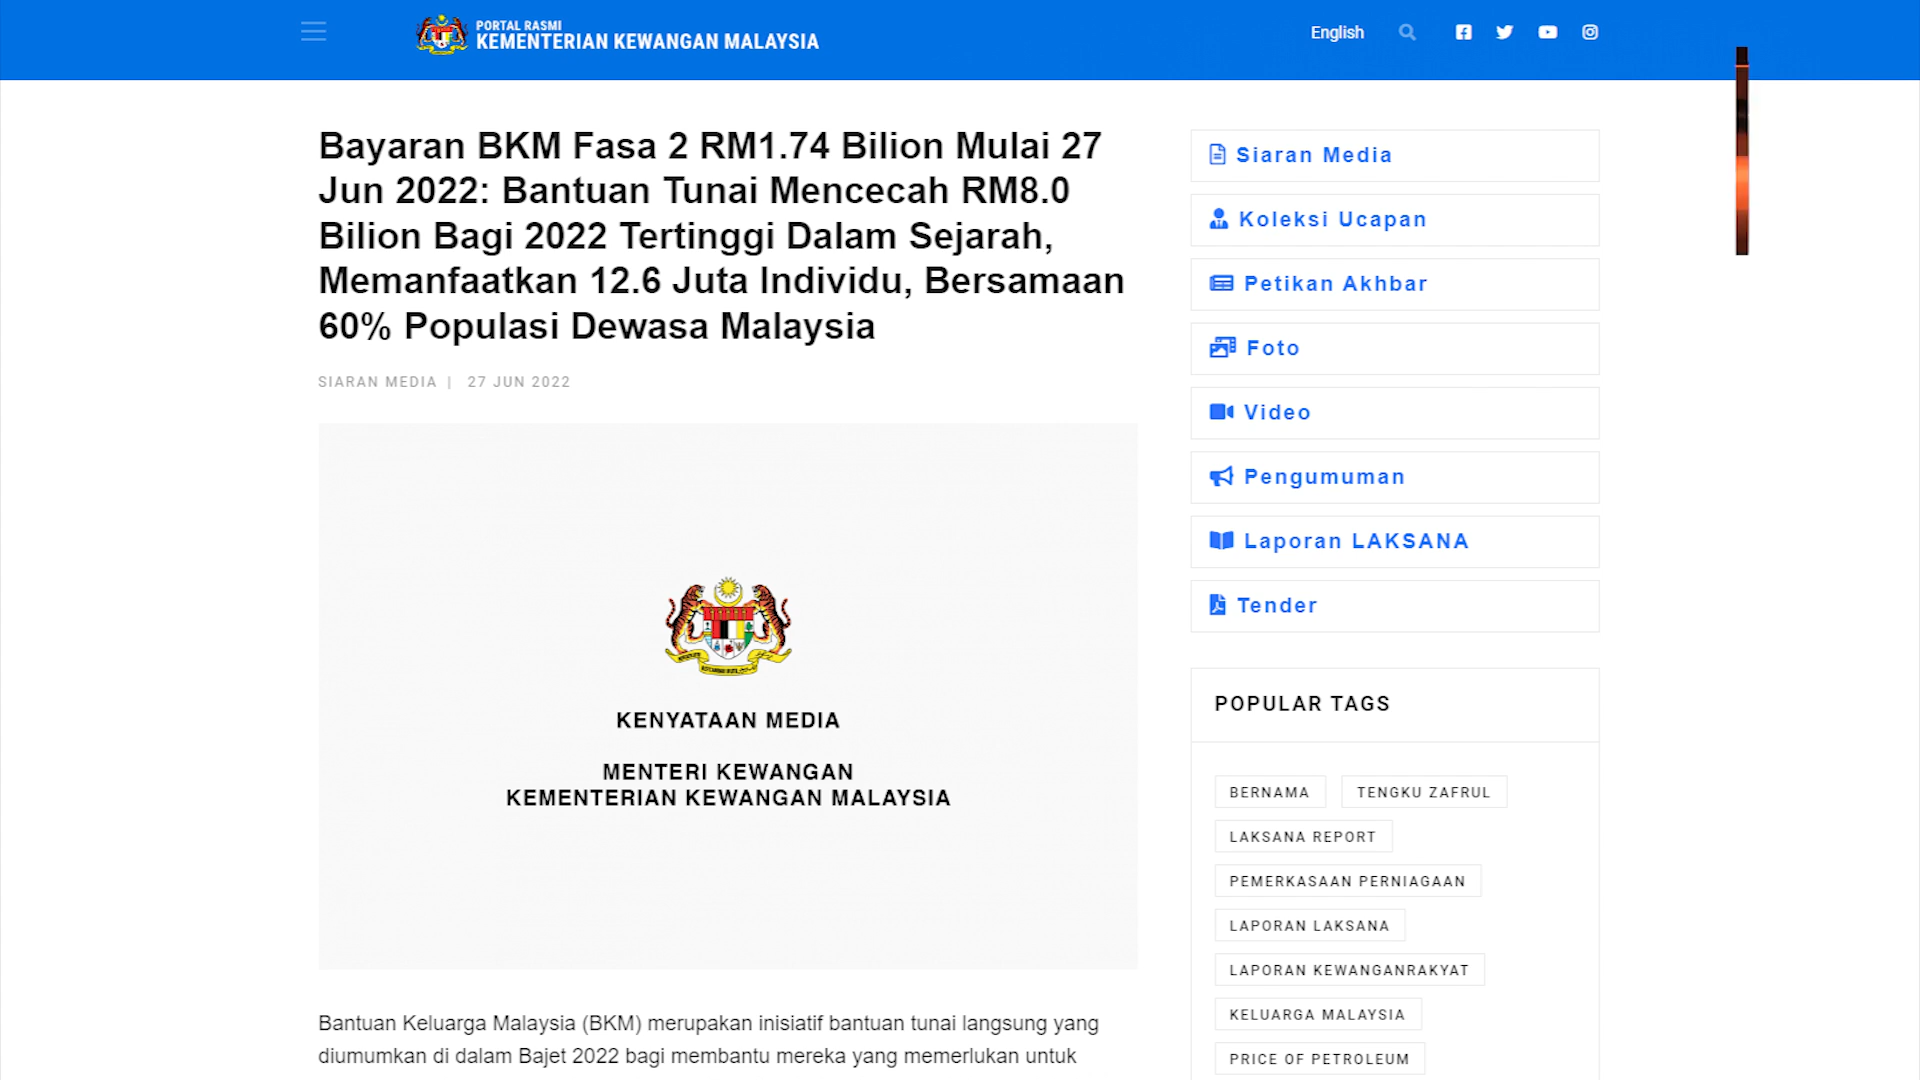 PORTAL RASMI
KEMENTERIAN KEWANGAN MALAYSIA
English
Bayaran BKM Fasa 2 RM1.74 Bilion Mulai 27
Jun 2022: Bantuan Tunai Mencecah RM8.0
Bilion Bagi 2022 Tertinggi Dalam Sejarah,
Memanfaatkan 12.6 Juta Individu, Bersamaan
60% Populasi Dewasa Malaysia
SIARAN MEDIA | 27 JUN 2022
KENYATAAN MEDIA
MENTERI KEWANGAN
KEMENTERIAN KEWANGAN MALAYSIA
Bantuan Keluarga Malaysia (BKM) merupakan inisiatif bantuan tunai langsung yang
diumumkan di dalam Bajet 2022 bagi membantu mereka yang memerlukan untuk
Siaran Media
Koleksi Ucapan
Petikan Akhbar
Foto
Video
Pengumuman
Laporan LAKSANA
Tender
POPULAR TAGS
BERNAMA
TENGKU ZAFRUL
LAKSANA REPORT
PEMERKASAAN PERNIAGAAN
LAPORAN LAKSANA
LAPORAN KEWANGANRAKYAT
KELUARGA MALAYSIA
PRICE OF PETROLEUM